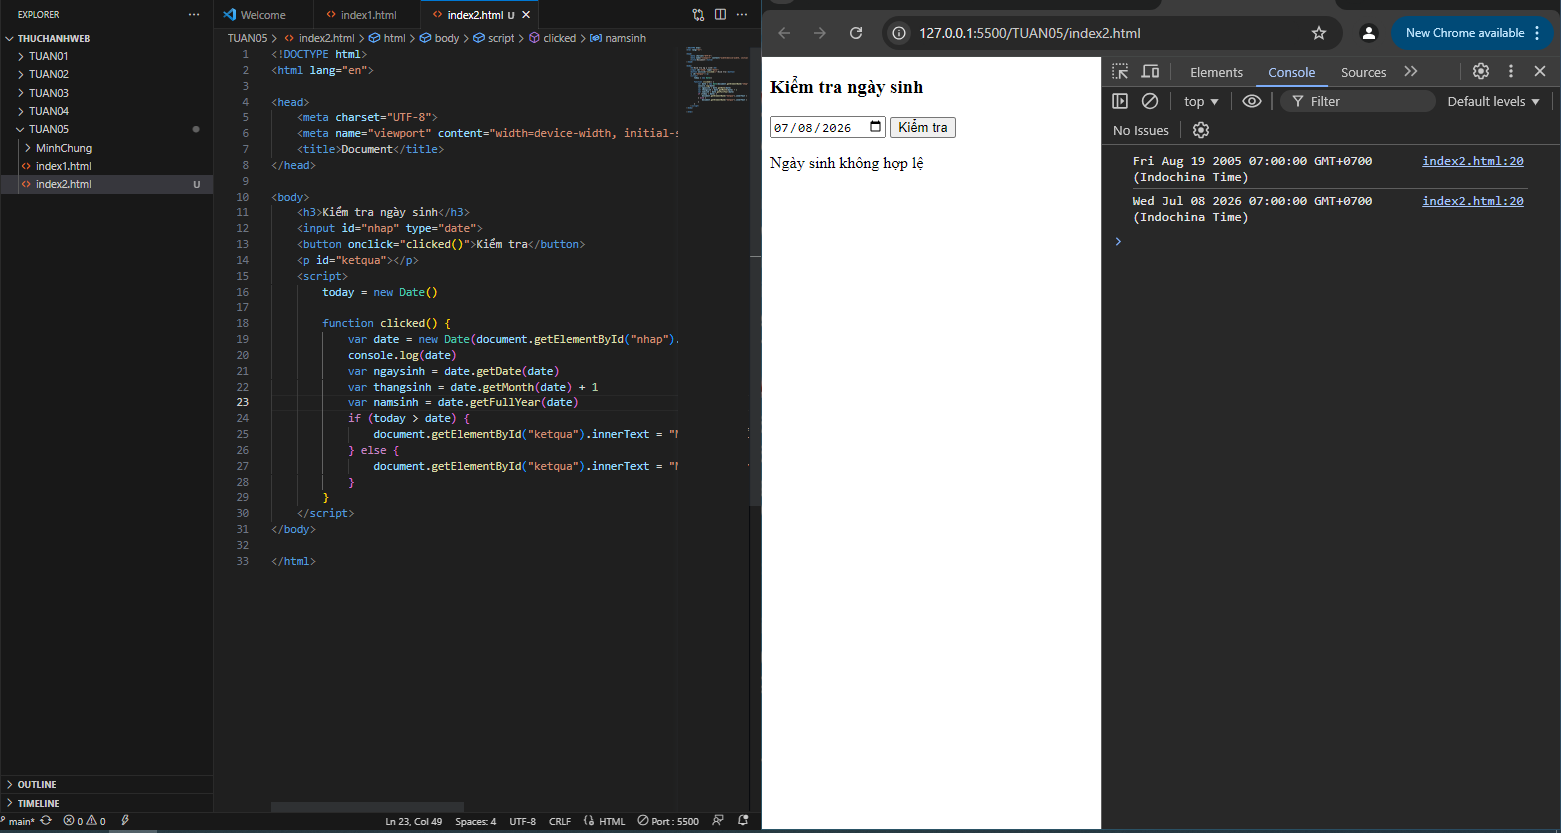 EXPLORER
THUCHANHWEB
TUAN01
TUAN02
TUAN03
TUAN04
TUAN05
MinhChung
index1.html
index2.html U
OUTLINE
TIMELINE
Welcome
index1.html
index2.html U
TUAN05 > index2.html > html > body > script > clicked > namsinh
1 <!DOCTYPE html>
2 <html lang="en">
3
4 <head>
5 <meta charset="UTF-8">
6 <meta name="viewport" content="width=device-width, initial-s
7 <title>Document</title>
8 </head>
9
10 <body>
11 <h3>Kiểm tra ngày sinh</h3>
12 <input id="nhap" type="date">
13 <button onclick="clicked()">Kiểm tra</button>
14 <p id="ketqua"></p>
15 <script>
16 today = new Date()
17
18 function clicked() {
19 var date = new Date(document.getElementById("nhap").
20 console.log(date)
21 var ngaysinh = date.getDate(date)
22 var thangsinh = date.getMonth(date) + 1
23 var namsinh = date.getFullYear(date)
24 if (today > date) {
25 document.getElementById("ketqua").innerText = "
26 } else {
27 document.getElementById("ketqua").innerText = "
28 }
29 }
30 </script>
31 </body>
32
33 </html>
main* 0 0
Ln 23, Col 49 Spaces: 4 UTF-8 CRLF HTML Port : 5500
127.0.0.1:5500/TUAN05/index2.html
New Chrome available
Kiểm tra ngày sinh
07/08/2026 Kiểm tra
Ngày sinh không hợp lệ
Elements Console Sources
top Filter Default levels
No Issues
Fri Aug 19 2005 07:00:00 GMT+0700 index2.html:20
(Indochina Time)
Wed Jul 08 2026 07:00:00 GMT+0700 index2.html:20
(Indochina Time)